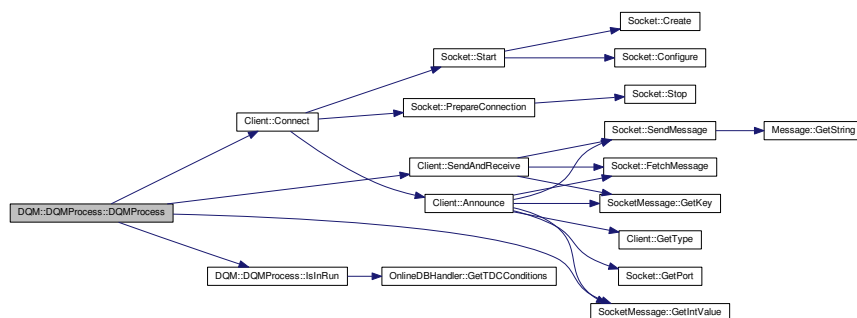 Socket::Create
Socket::Start
Socket::Configure
Socket::PrepareConnection
Socket::Stop
Client::Connect
Socket::SendMessage
Message::GetString
Client::SendAndReceive
Socket::FetchMessage
Client::Announce
SocketMessage::GetKey
DQM::DQMProcess::DQMProcess
Client::GetType
DQM::DQMProcess::IsInRun
OnlineDBHandler::GetTDCConditions
Socket::GetPort
SocketMessage::GetIntValue